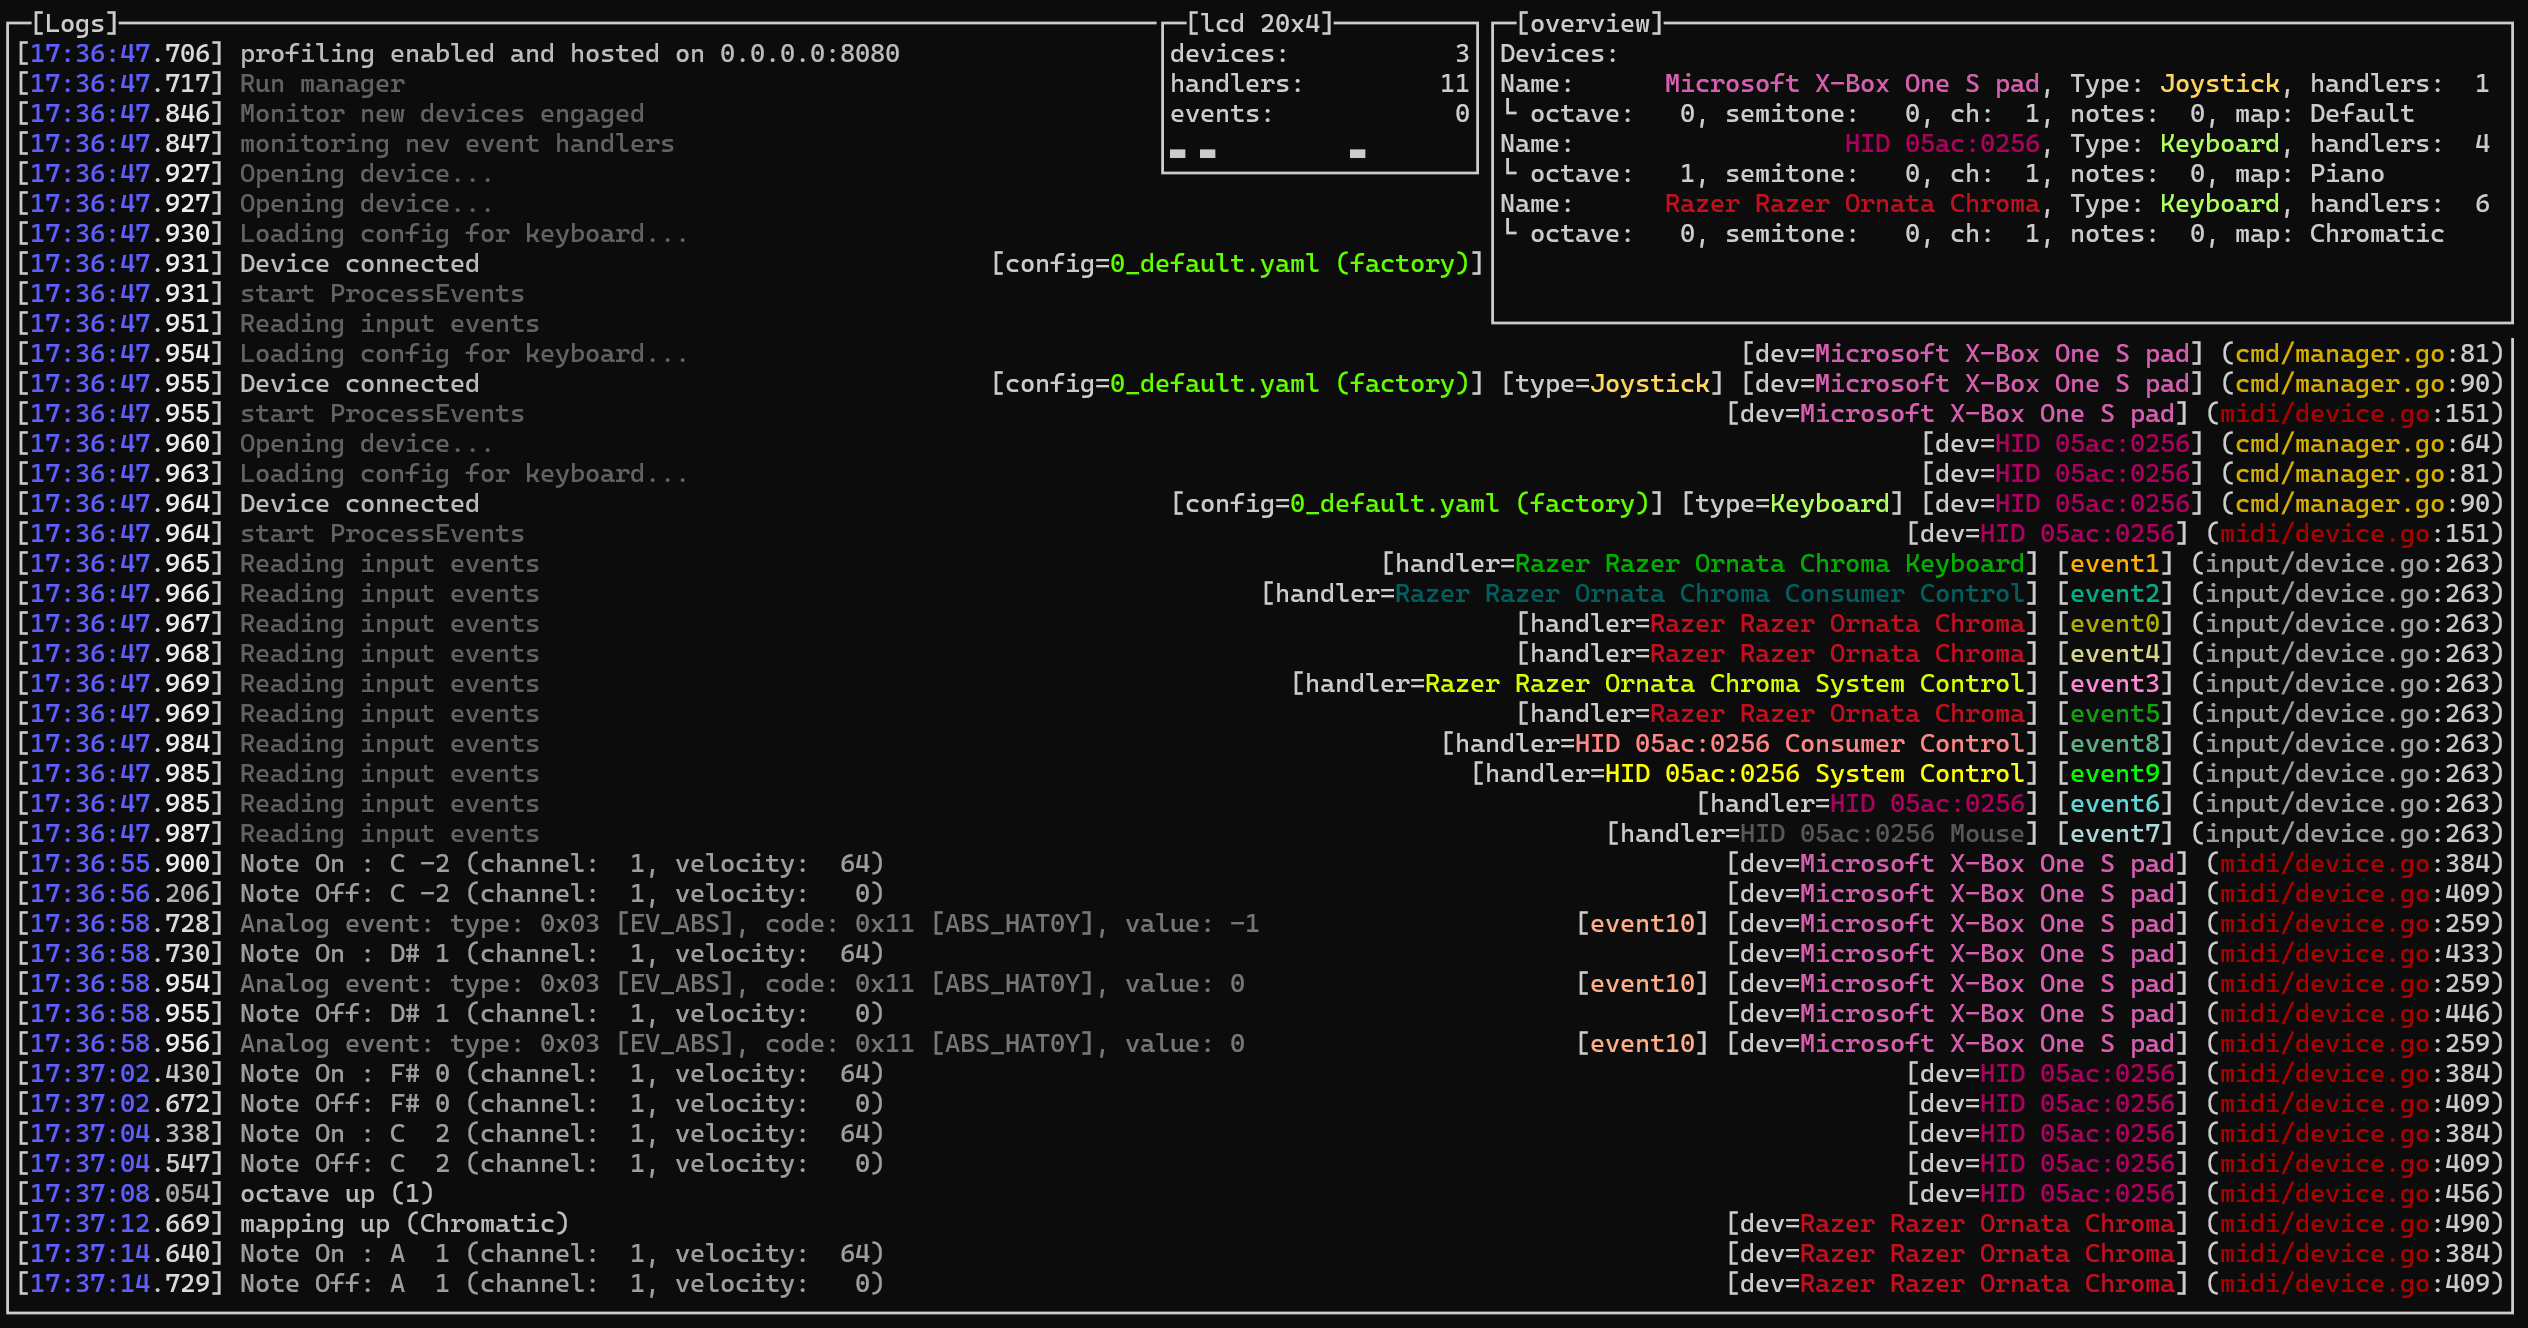 [Logs]
[17:36:47.706] profiling enabled and hosted on 0.0.0.0:8080
[17:36:47.717] Run manager
[17:36:47.846] Monitor new devices engaged
[17:36:47.847] monitoring nev event handlers
[17:36:47.927] Opening device...
[17:36:47.927] Opening device...
[17:36:47.930] Loading config for keyboard...
[17:36:47.931] Device connected [config=0_default.yaml (factory)]
[17:36:47.931] start ProcessEvents
[17:36:47.951] Reading input events
[lcd 20x4]
devices: 3
handlers: 11
events: 0
[overview]
Devices:
Name: Microsoft X-Box One S pad, Type: Joystick, handlers: 1
└ octave: 0, semitone: 0, ch: 1, notes: 0, map: Default
Name: HID 05ac:0256, Type: Keyboard, handlers: 4
└ octave: 1, semitone: 0, ch: 1, notes: 0, map: Piano
Name: Razer Razer Ornata Chroma, Type: Keyboard, handlers: 6
└ octave: 0, semitone: 0, ch: 1, notes: 0, map: Chromatic
[17:36:47.954] Loading config for keyboard... [dev=Microsoft X-Box One S pad] (cmd/manager.go:81)
[17:36:47.955] Device connected [config=0_default.yaml (factory)] [type=Joystick] [dev=Microsoft X-Box One S pad] (cmd/manager.go:90)
[17:36:47.955] start ProcessEvents [dev=Microsoft X-Box One S pad] (midi/device.go:151)
[17:36:47.960] Opening device... [dev=HID 05ac:0256] (cmd/manager.go:64)
[17:36:47.963] Loading config for keyboard... [dev=HID 05ac:0256] (cmd/manager.go:81)
[17:36:47.964] Device connected [config=0_default.yaml (factory)] [type=Keyboard] [dev=HID 05ac:0256] (cmd/manager.go:90)
[17:36:47.964] start ProcessEvents [dev=HID 05ac:0256] (midi/device.go:151)
[17:36:47.965] Reading input events [handler=Razer Razer Ornata Chroma Keyboard] [event1] (input/device.go:263)
[17:36:47.966] Reading input events [handler=Razer Razer Ornata Chroma Consumer Control] [event2] (input/device.go:263)
[17:36:47.967] Reading input events [handler=Razer Razer Ornata Chroma] [event0] (input/device.go:263)
[17:36:47.968] Reading input events [handler=Razer Razer Ornata Chroma] [event4] (input/device.go:263)
[17:36:47.969] Reading input events [handler=Razer Razer Ornata Chroma System Control] [event3] (input/device.go:263)
[17:36:47.969] Reading input events [handler=Razer Razer Ornata Chroma] [event5] (input/device.go:263)
[17:36:47.984] Reading input events [handler=HID 05ac:0256 Consumer Control] [event8] (input/device.go:263)
[17:36:47.985] Reading input events [handler=HID 05ac:0256 System Control] [event9] (input/device.go:263)
[17:36:47.985] Reading input events [handler=HID 05ac:0256] [event6] (input/device.go:263)
[17:36:47.987] Reading input events [handler=HID 05ac:0256 Mouse] [event7] (input/device.go:263)
[17:36:55.900] Note On : C -2 (channel: 1, velocity: 64) [dev=Microsoft X-Box One S pad] (midi/device.go:384)
[17:36:56.206] Note Off: C -2 (channel: 1, velocity: 0) [dev=Microsoft X-Box One S pad] (midi/device.go:409)
[17:36:58.728] Analog event: type: 0x03 [EV_ABS], code: 0x11 [ABS_HAT0Y], value: -1 [event10] [dev=Microsoft X-Box One S pad] (midi/device.go:259)
[17:36:58.730] Note On : D# 1 (channel: 1, velocity: 64) [dev=Microsoft X-Box One S pad] (midi/device.go:433)
[17:36:58.954] Analog event: type: 0x03 [EV_ABS], code: 0x11 [ABS_HAT0Y], value: 0 [event10] [dev=Microsoft X-Box One S pad] (midi/device.go:259)
[17:36:58.955] Note Off: D# 1 (channel: 1, velocity: 0) [dev=Microsoft X-Box One S pad] (midi/device.go:446)
[17:36:58.956] Analog event: type: 0x03 [EV_ABS], code: 0x11 [ABS_HAT0Y], value: 0 [event10] [dev=Microsoft X-Box One S pad] (midi/device.go:259)
[17:37:02.430] Note On : F# 0 (channel: 1, velocity: 64) [dev=HID 05ac:0256] (midi/device.go:384)
[17:37:02.672] Note Off: F# 0 (channel: 1, velocity: 0) [dev=HID 05ac:0256] (midi/device.go:409)
[17:37:04.338] Note On : C 2 (channel: 1, velocity: 64) [dev=HID 05ac:0256] (midi/device.go:384)
[17:37:04.547] Note Off: C 2 (channel: 1, velocity: 0) [dev=HID 05ac:0256] (midi/device.go:409)
[17:37:08.054] octave up (1) [dev=HID 05ac:0256] (midi/device.go:456)
[17:37:12.669] mapping up (Chromatic) [dev=Razer Razer Ornata Chroma] (midi/device.go:490)
[17:37:14.640] Note On : A 1 (channel: 1, velocity: 64) [dev=Razer Razer Ornata Chroma] (midi/device.go:384)
[17:37:14.729] Note Off: A 1 (channel: 1, velocity: 0) [dev=Razer Razer Ornata Chroma] (midi/device.go:409)